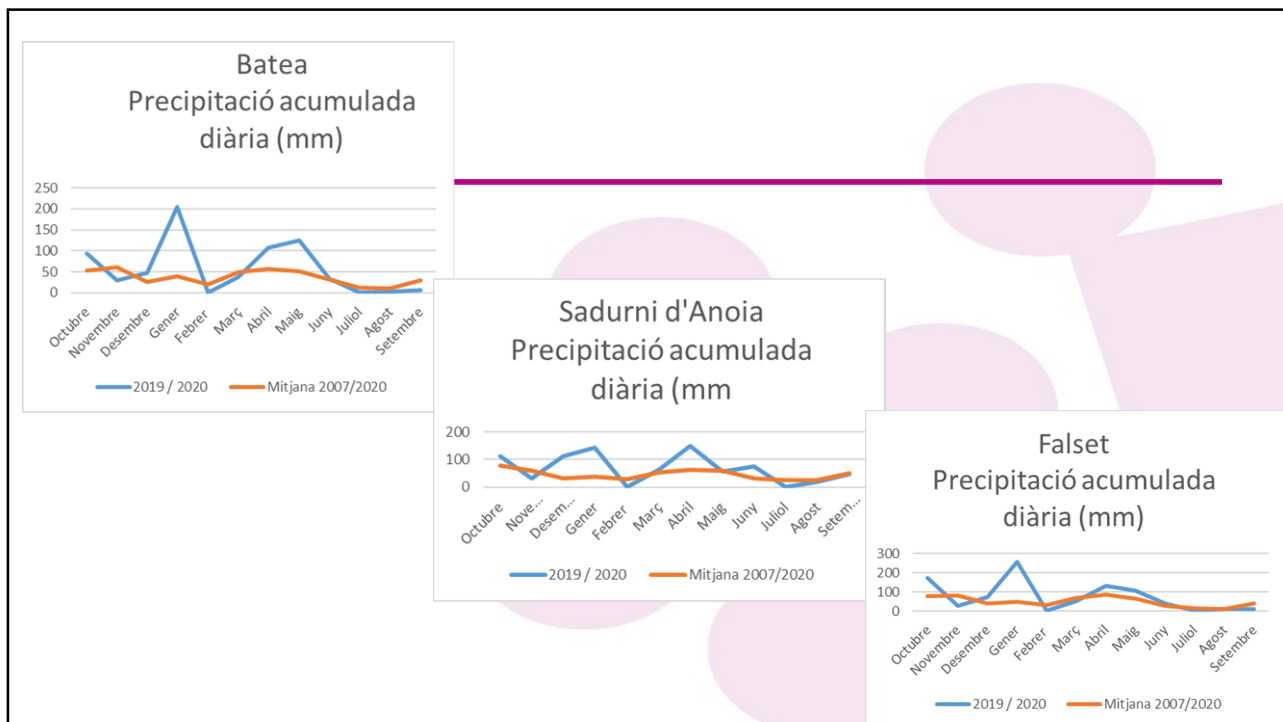 Batea
Precipitació acumulada
diària (mm)
250
200
150
100
50
0
Octubre
Novembre
Desembre
Gener
Febrer
Març
Abril
Maig
Juny
Juliol
Agost
Setembre
2019 / 2020
Mitjana 2007/2020
Sadurni d'Anoia
Precipitació acumulada
diària (mm
200
100
0
Octubre
Nove...
Desem...
Gener
Febrer
Març
Abril
Maig
Juny
Juliol
Agost
Setem...
2019 / 2020
Mitjana 2007/2020
Falset
Precipitació acumulada
diària (mm)
300
200
100
0
Octubre
Novembre
Desembre
Gener
Febrer
Març
Abril
Maig
Juny
Juliol
Agost
Setembre
2019 / 2020
Mitjana 2007/2020